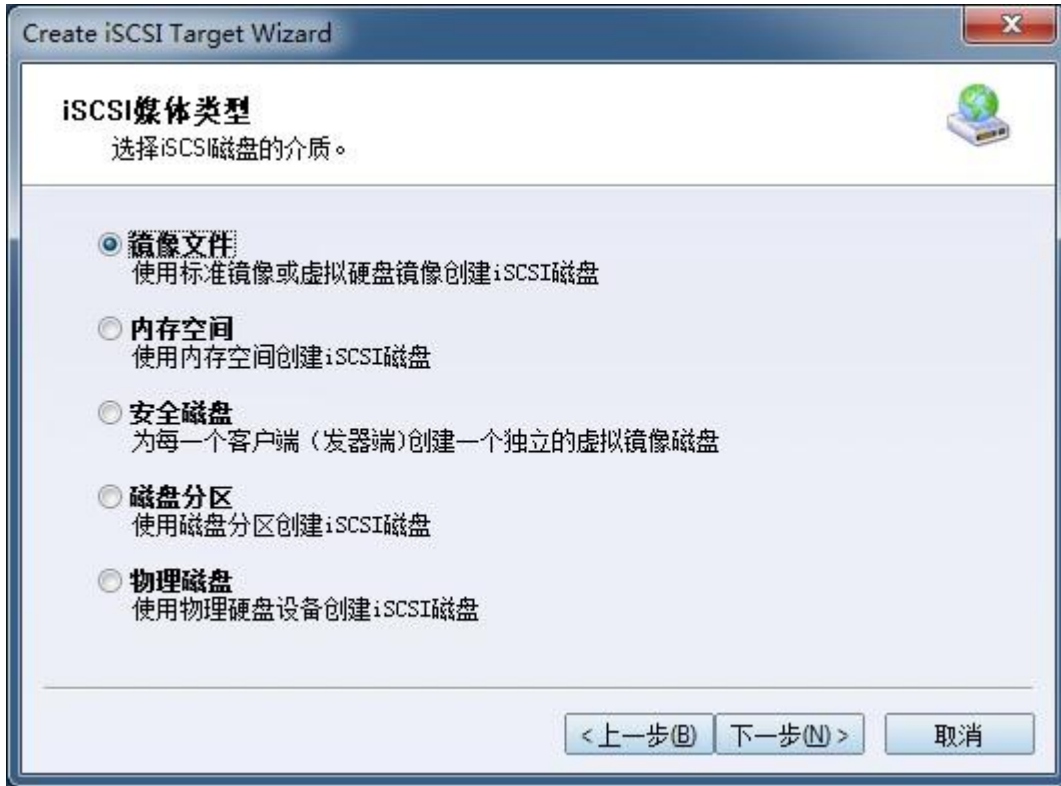 Create iSCSI Target Wizard
iSCSI媒体类型
选择iSCSI磁盘的介质。
镜像文件
使用标准镜像或虚拟硬盘镜像创建iSCSI磁盘
内存空间
使用内存空间创建iSCSI磁盘
安全磁盘
为每一个客户端（发器端)创建一个独立的虚拟镜像磁盘
磁盘分区
使用磁盘分区创建iSCSI磁盘
物理磁盘
使用物理硬盘设备创建iSCSI磁盘
<上一步(B) 下一步(N)> 取消